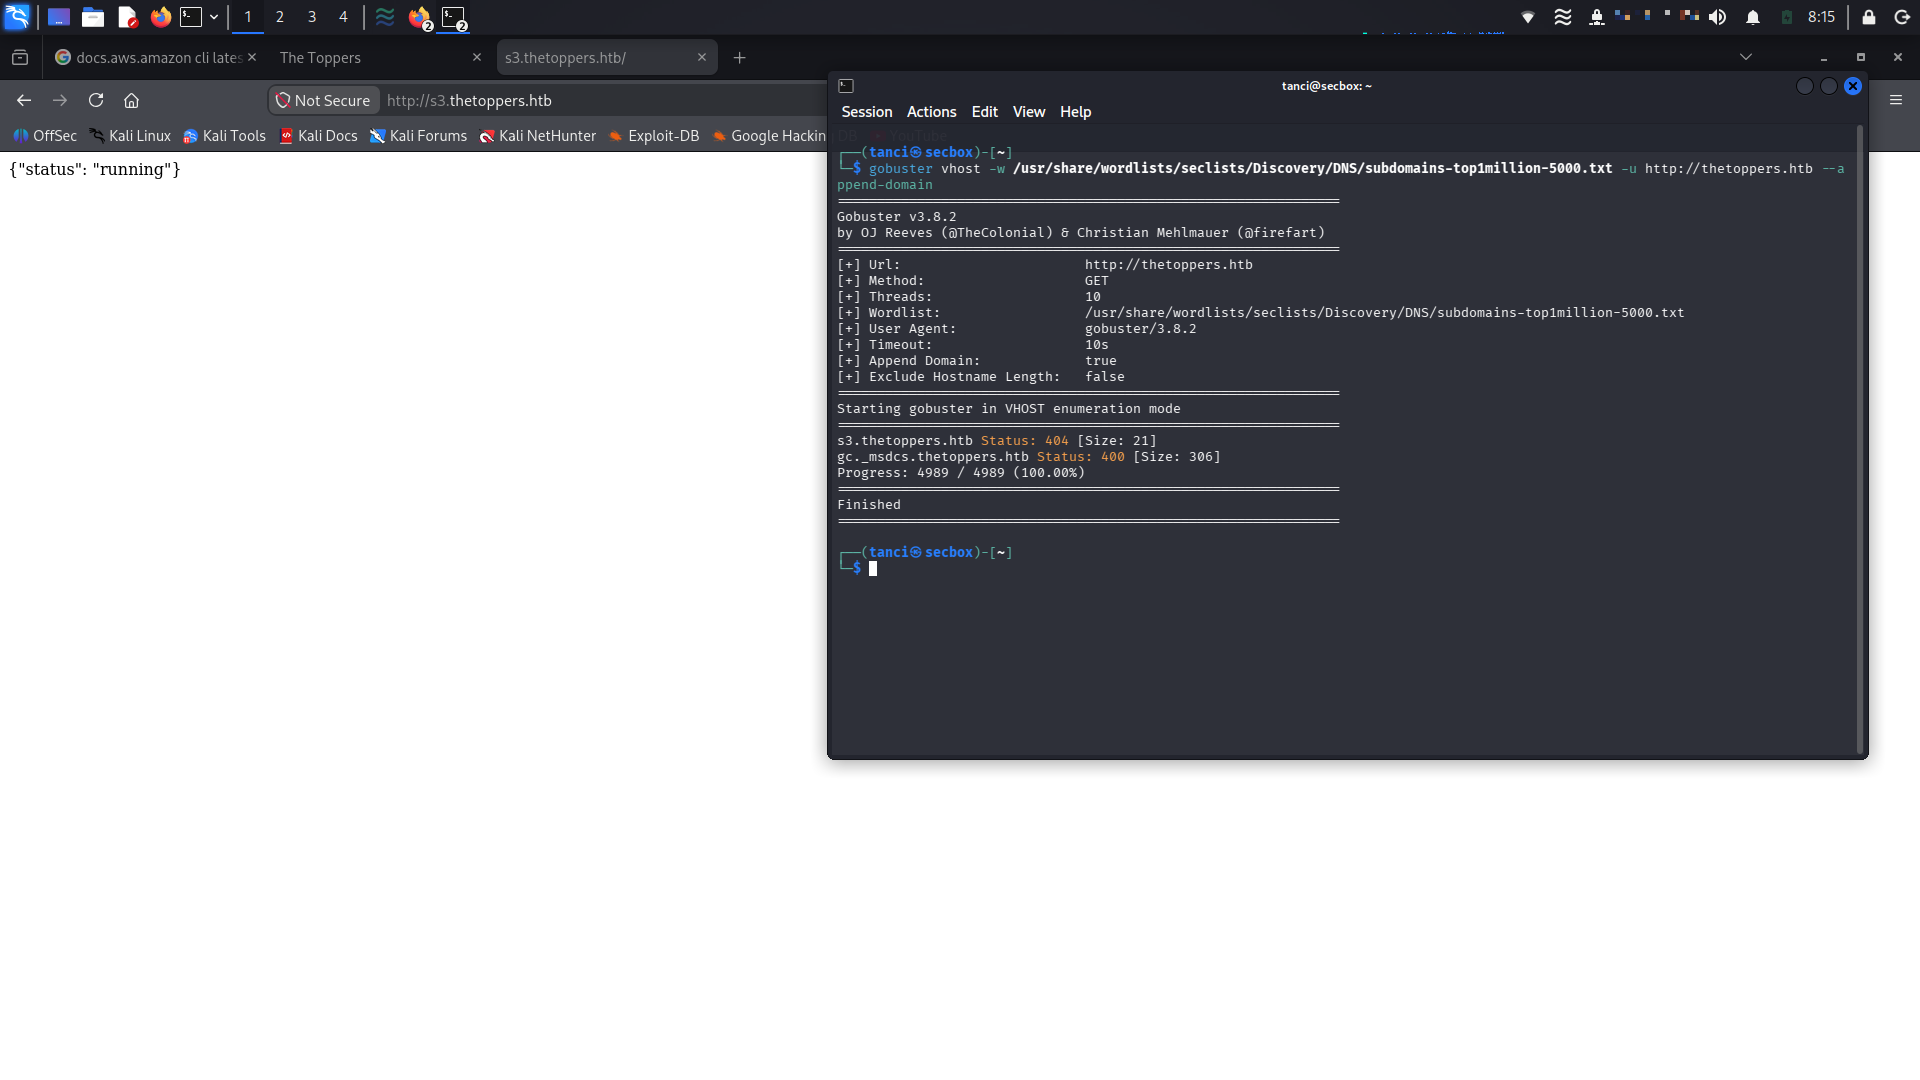 1 2 3 4 2 2 8:15
docs.aws.amazon cli lates The Toppers s3.thetoppers.htb/
Not Secure http://s3.thetoppers.htb
OffSec Kali Linux Kali Tools Kali Docs Kali Forums Kali NetHunter Exploit-DB Google Hackin
{"status": "running"}
tanci@secbox: ~
Session Actions Edit View Help
┌──(tanci㉿secbox)-[~]
└─$ gobuster vhost -w /usr/share/wordlists/seclists/Discovery/DNS/subdomains-top1million-5000.txt -u http://thetoppers.htb --a
ppend-domain
===============================================================
Gobuster v3.8.2
by OJ Reeves (@TheColonial) & Christian Mehlmauer (@firefart)
===============================================================
[+] Url: http://thetoppers.htb
[+] Method: GET
[+] Threads: 10
[+] Wordlist: /usr/share/wordlists/seclists/Discovery/DNS/subdomains-top1million-5000.txt
[+] User Agent: gobuster/3.8.2
[+] Timeout: 10s
[+] Append Domain: true
[+] Exclude Hostname Length: false
===============================================================
Starting gobuster in VHOST enumeration mode
===============================================================
s3.thetoppers.htb Status: 404 [Size: 21]
gc._msdcs.thetoppers.htb Status: 400 [Size: 306]
Progress: 4989 / 4989 (100.00%)
===============================================================
Finished
===============================================================
┌──(tanci㉿secbox)-[~]
└─$